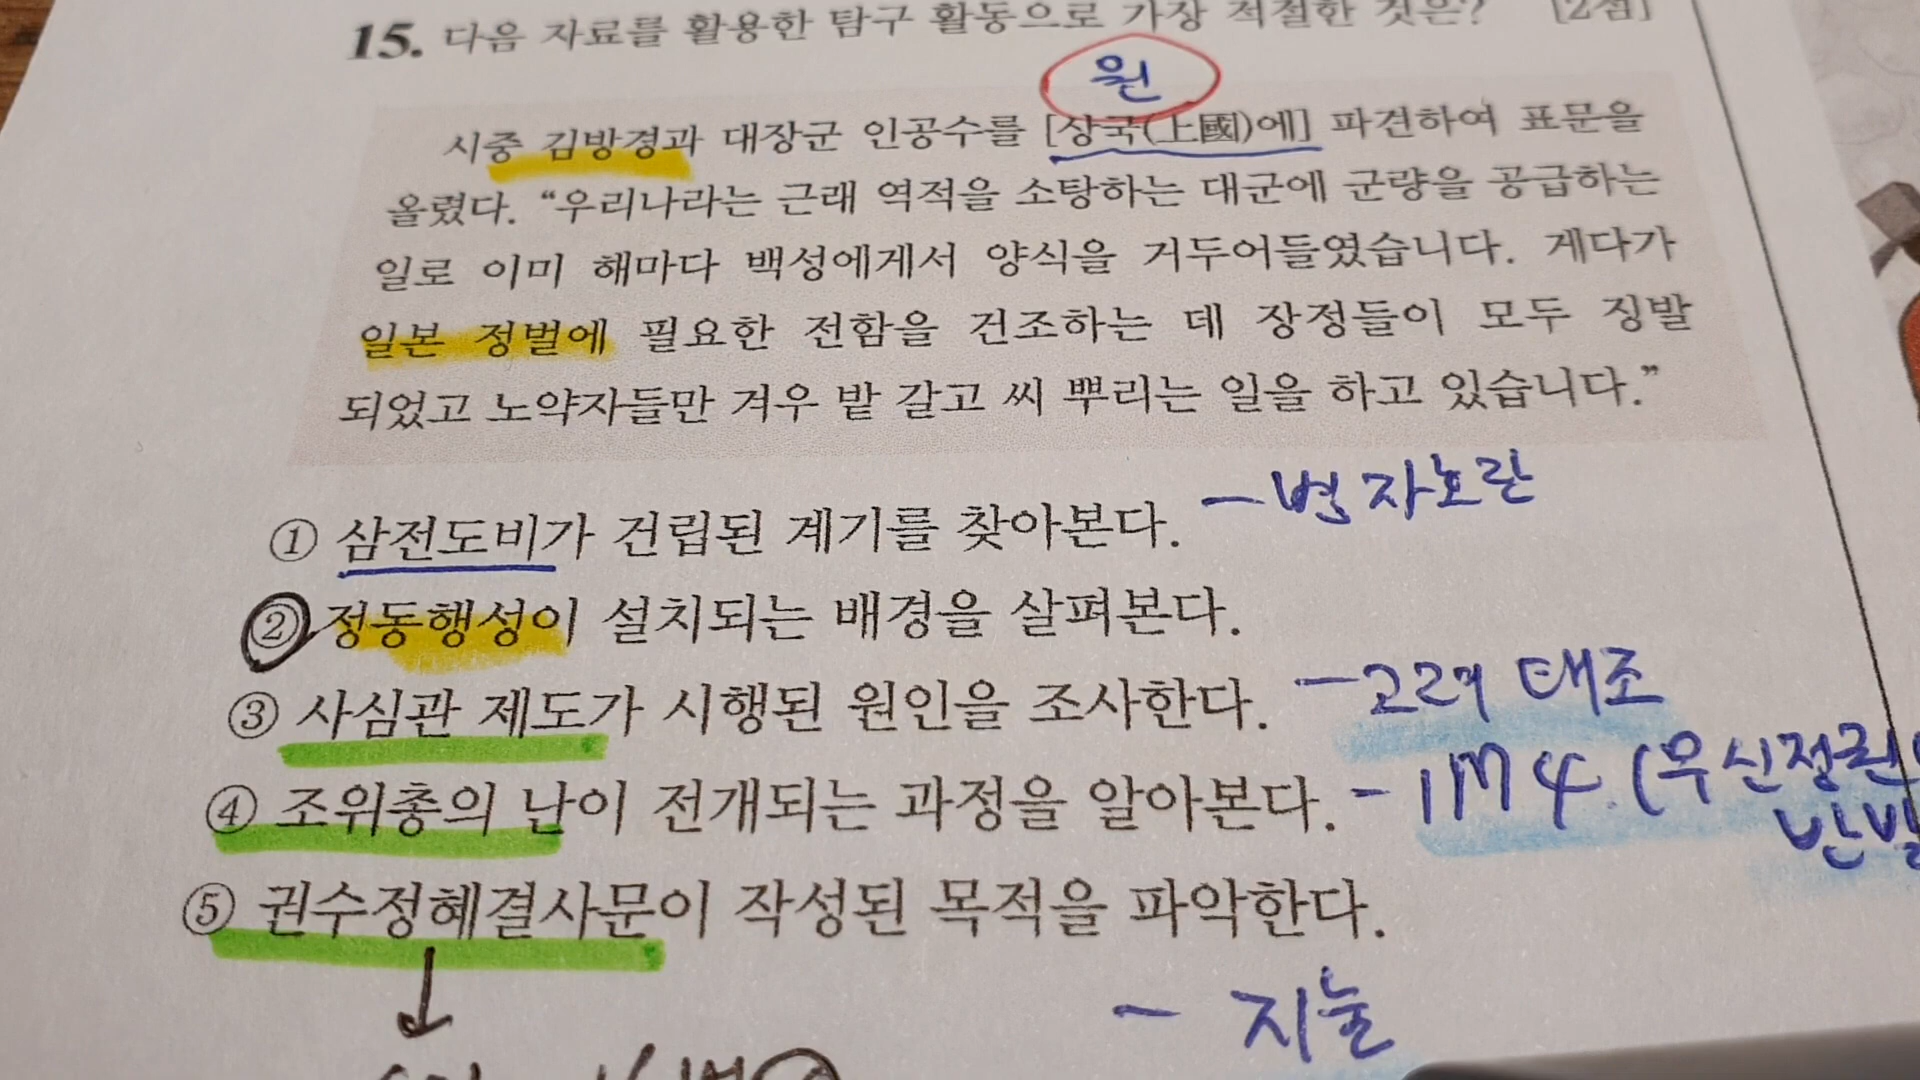 15. 다음 자료를 활용한 탐구 활동으로 가장 적절한 것은? [2점]
원
시중 김방경과 대장군 인공수를 [상국(上國)에] 파견하여 표문을
올렸다. “우리나라는 근래 역적을 소탕하는 대군에 군량을 공급하는
일로 이미 해마다 백성에게서 양식을 거두어들였습니다. 게다가
일본 정벌에 필요한 전함을 건조하는 데 장정들이 모두 징발
되었고 노약자들만 겨우 밭 갈고 씨 뿌리는 일을 하고 있습니다.”
① 삼전도비가 건립된 계기를 찾아본다. - 병자호란
② 정동행성이 설치되는 배경을 살펴본다.
③ 사심관 제도가 시행된 원인을 조사한다. - 고려 태조
④ 조위총의 난이 전개되는 과정을 알아본다. - 1174 (무신정권
반발
⑤ 권수정혜결사문이 작성된 목적을 파악한다.
- 지눌